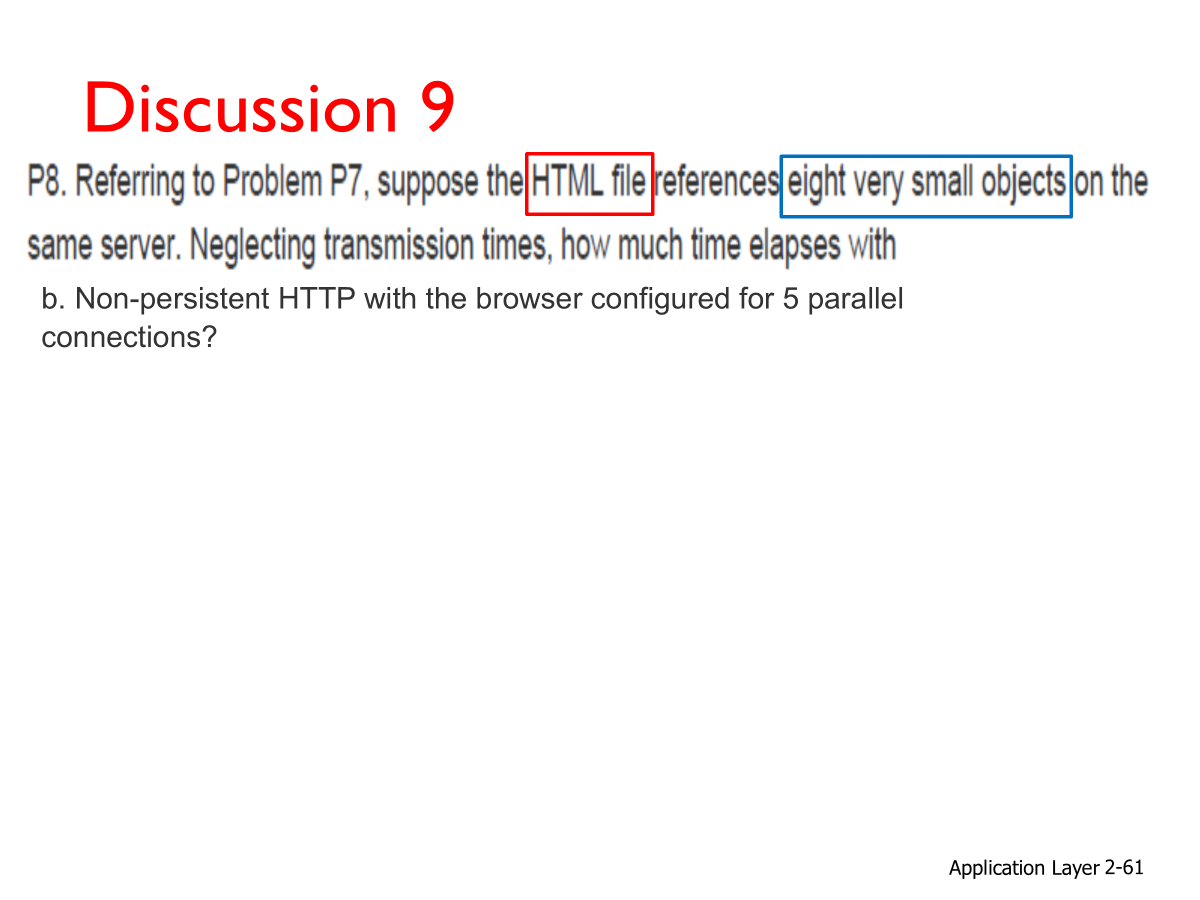 Discussion 9
P8. Referring to Problem P7, suppose the HTML file references eight very small objects on the
same server. Neglecting transmission times, how much time elapses with
b. Non-persistent HTTP with the browser configured for 5 parallel
connections?
Application Layer 2-61